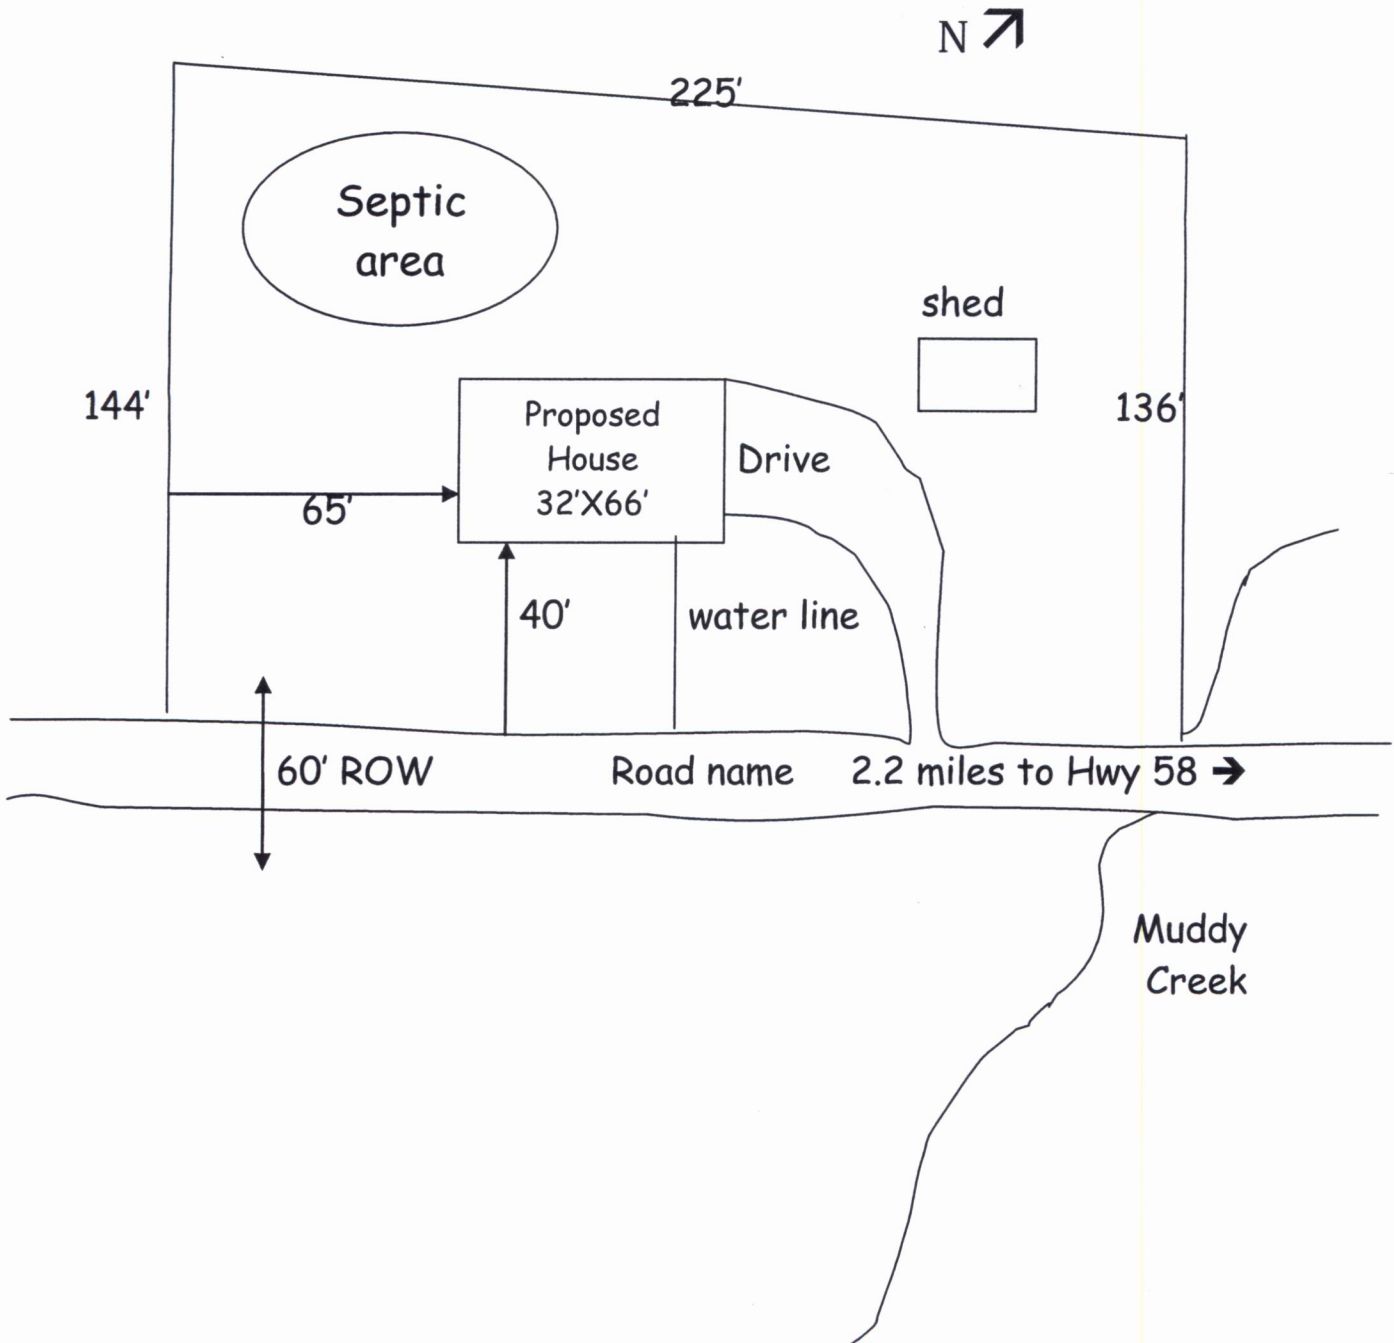 N
225'
Septic
area
shed
144'
136'
Proposed
House
32'X66'
Drive
65'
40'
water line
60' ROW
Road name
2.2 miles to Hwy 58 →
Muddy
Creek